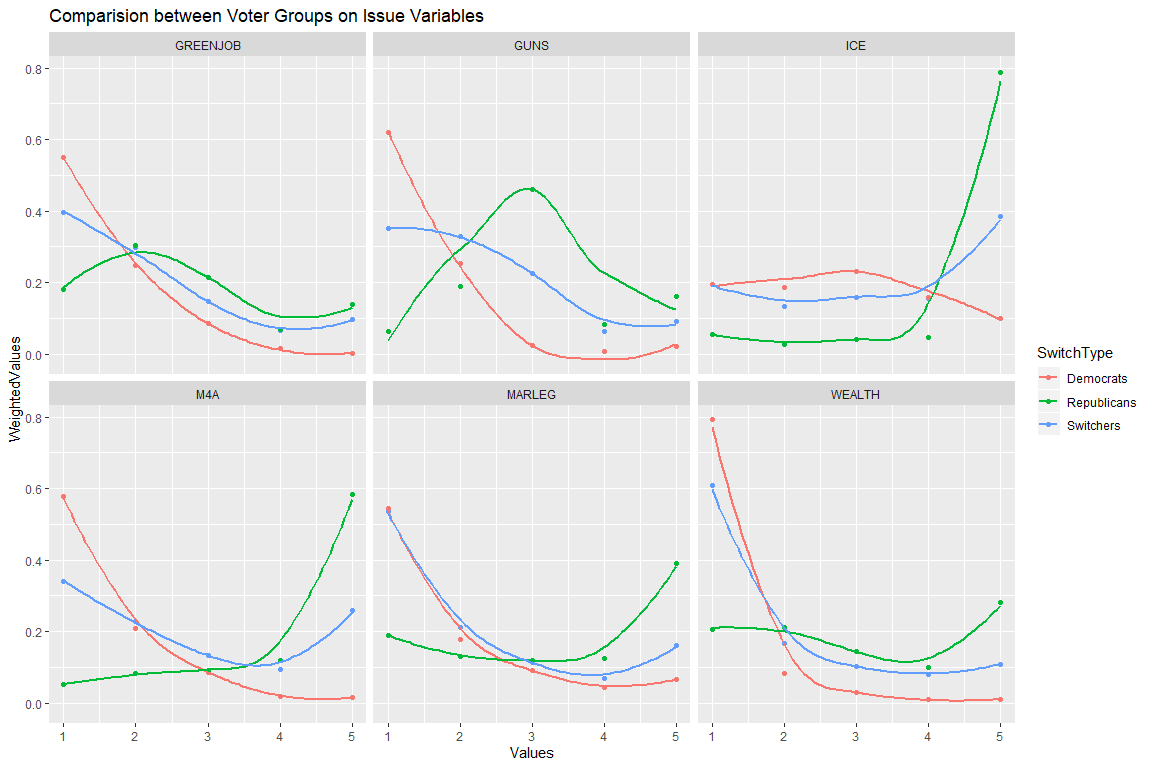 Comparision between Voter Groups on Issue Variables
GREENJOB GUNS ICE
0.8
0.6
0.4
0.2
0.0
M4A MARLEG WEALTH
0.8
0.6
0.4
0.2
0.0
1 2 3 4 5 1 2 3 4 5 1 2 3 4 5
Values
WeightedValues
SwitchType
Democrats
Republicans
Switchers